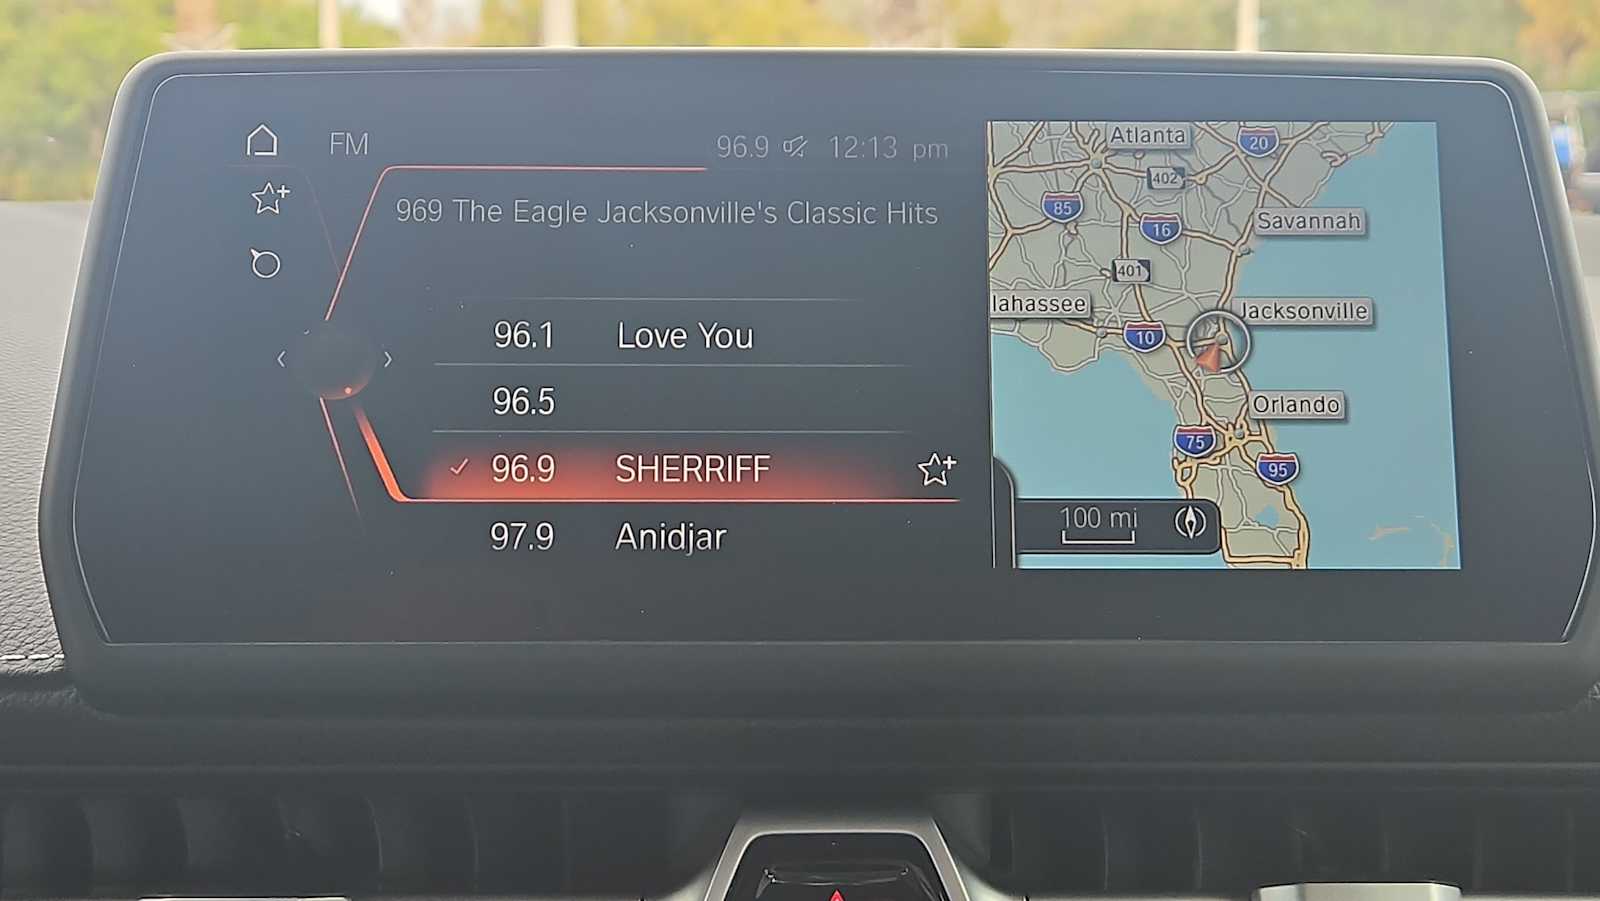 FM
96.9 12:13 pm
969 The Eagle Jacksonville's Classic Hits
96.1 Love You
96.5
96.9 SHERRIFF
97.9 Anidjar
Atlanta
20
402
85
16
Savannah
401
lahassee
Jacksonville
10
Orlando
75
95
100 mi